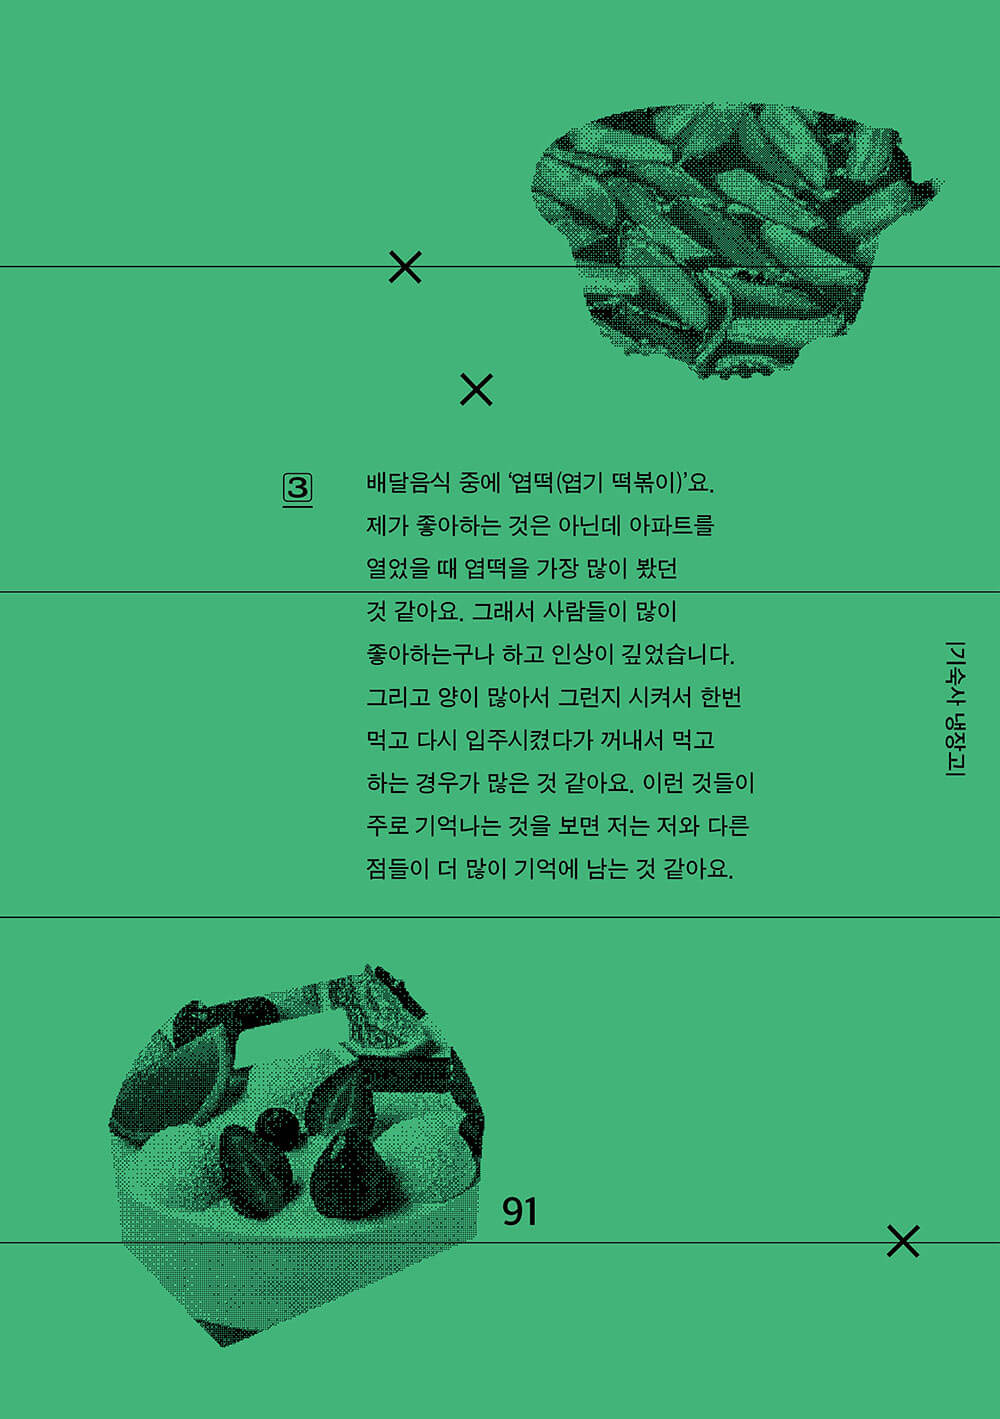 3
배달음식 중에 ‘엽떡(엽기 떡볶이)’요.
제가 좋아하는 것은 아닌데 아파트를
열었을 때 엽떡을 가장 많이 봤던
것 같아요. 그래서 사람들이 많이
좋아하는구나 하고 인상이 깊었습니다.
그리고 양이 많아서 그런지 시켜서 한번
먹고 다시 입주시켰다가 꺼내서 먹고
하는 경우가 많은 것 같아요. 이런 것들이
주로 기억나는 것을 보면 저는 저와 다른
점들이 더 많이 기억에 남는 것 같아요.
|기숙사 냉장고|
91